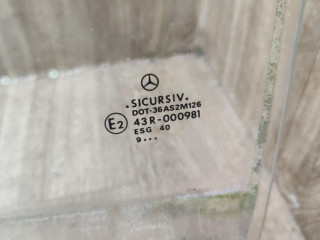 .SICURSIV.
DOT-36AS2M126
E2 43R-000981
ESG 40
9...